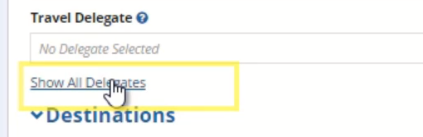 Travel Delegate ?
No Delegate Selected
Show All Delegates
Destinations